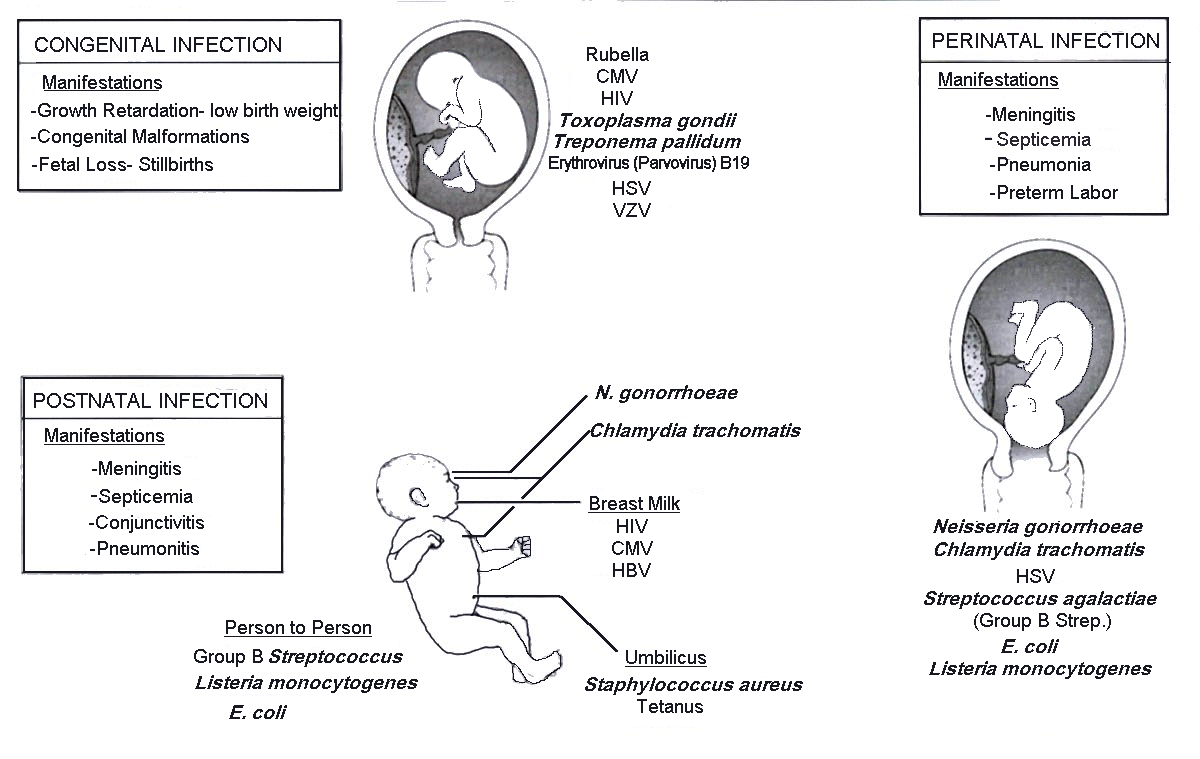 CONGENITAL INFECTION
Manifestations
-Growth Retardation- low birth weight
-Congenital Malformations
-Fetal Loss- Stillbirths
Rubella
CMV
HIV
Toxoplasma gondii
Treponema pallidum
Erythrovirus (Parvovirus) B19
HSV
VZV
PERINATAL INFECTION
Manifestations
-Meningitis
-Septicemia
-Pneumonia
-Preterm Labor
Neisseria gonorrhoeae
Chlamydia trachomatis
HSV
Streptococcus agalactiae
(Group B Strep.)
E. coli
Listeria monocytogenes
POSTNATAL INFECTION
Manifestations
-Meningitis
-Septicemia
-Conjunctivitis
-Pneumonitis
N. gonorrhoeae
Chlamydia trachomatis
Breast Milk
HIV
CMV
HBV
Person to Person
Group B Streptococcus
Listeria monocytogenes
E. coli
Umbilicus
Staphylococcus aureus
Tetanus